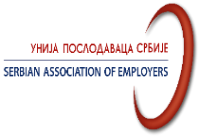 УНИЈА ПОСЛОДАВАЦА СРБИЈЕ
SERBIAN ASSOCIATION OF EMPLOYERS